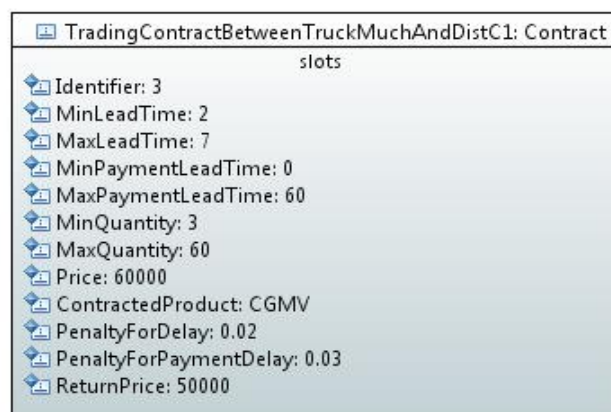 TradingContractBetweenTruckMuchAndDistC1: Contract
slots
Identifier: 3
MinLeadTime: 2
MaxLeadTime: 7
MinPaymentLeadTime: 0
MaxPaymentLeadTime: 60
MinQuantity: 3
MaxQuantity: 60
Price: 60000
ContractedProduct: CGMV
PenaltyForDelay: 0.02
PenaltyForPaymentDelay: 0.03
ReturnPrice: 50000